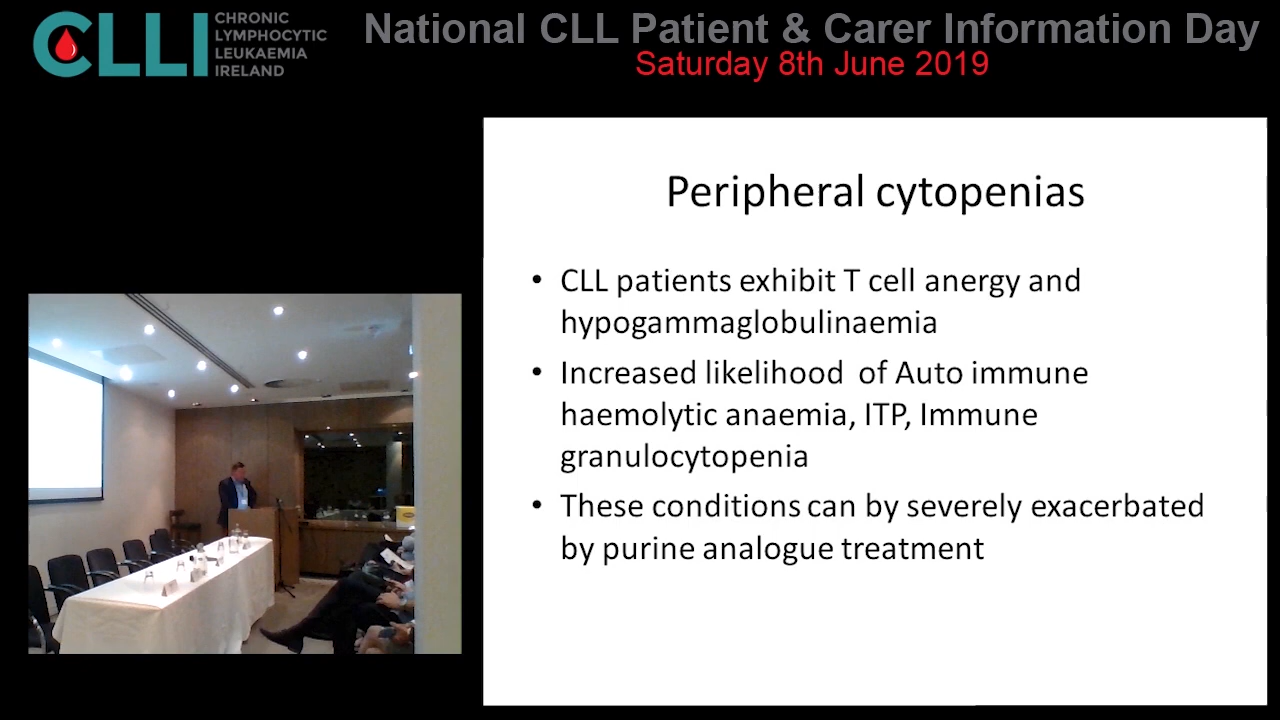 CLLI
CHRONIC
LYMPHOCYTIC
LEUKAEMIA
IRELAND
National CLL Patient & Carer Information Day
Saturday 8th June 2019
Peripheral cytopenias
• CLL patients exhibit T cell anergy and
hypogammaglobulinaemia
• Increased likelihood of Auto immune
haemolytic anaemia, ITP, Immune
granulocytopenia
• These conditions can by severely exacerbated
by purine analogue treatment